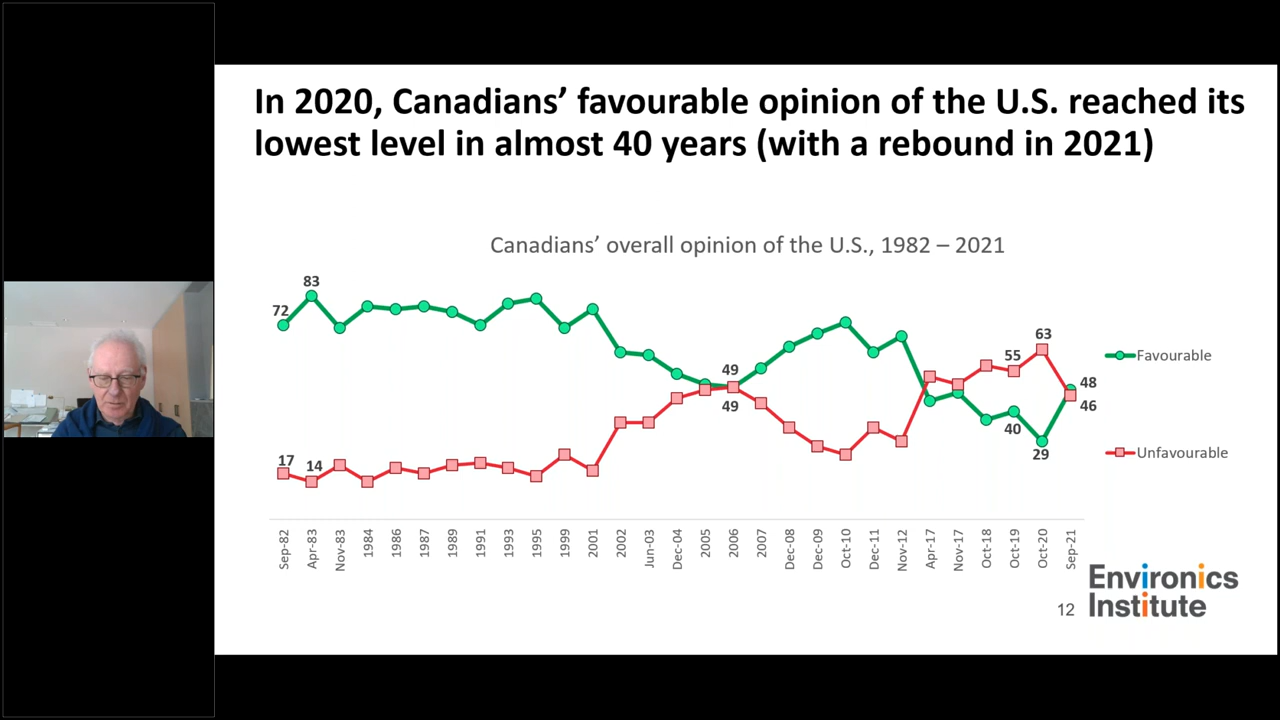 In 2020, Canadians’ favourable opinion of the U.S. reached its
lowest level in almost 40 years (with a rebound in 2021)
Canadians’ overall opinion of the U.S., 1982 – 2021
83
72
49
49
17
14
63
55
40
29
48
46
Favourable
Unfavourable
Sep-82
Apr-83
Nov-83
1984
1986
1987
1989
1991
1993
1995
1999
2001
2002
Jun-03
Dec-04
2005
2006
2007
Dec-08
Dec-09
Oct-10
Dec-11
Nov-12
Apr-17
Nov-17
Oct-18
Oct-19
Oct-20
Sep-21
12
Environics
Institute